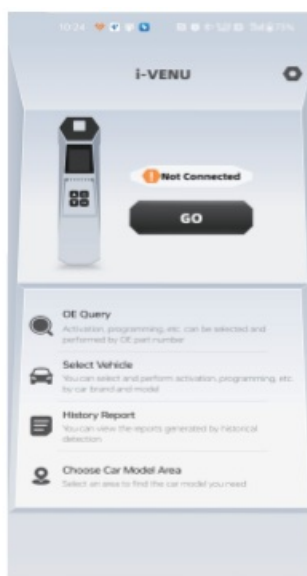 10:24
i-VENU
Not Connected
GO
OE Query
Activation, programming, etc. can be selected and
performed by OE part number
Select Vehicle
You can select and perform activation, programming, etc.
by car brand and model
History Report
You can view the reports generated by historical
detection
Choose Car Model Area
Select an area to find the car model you need